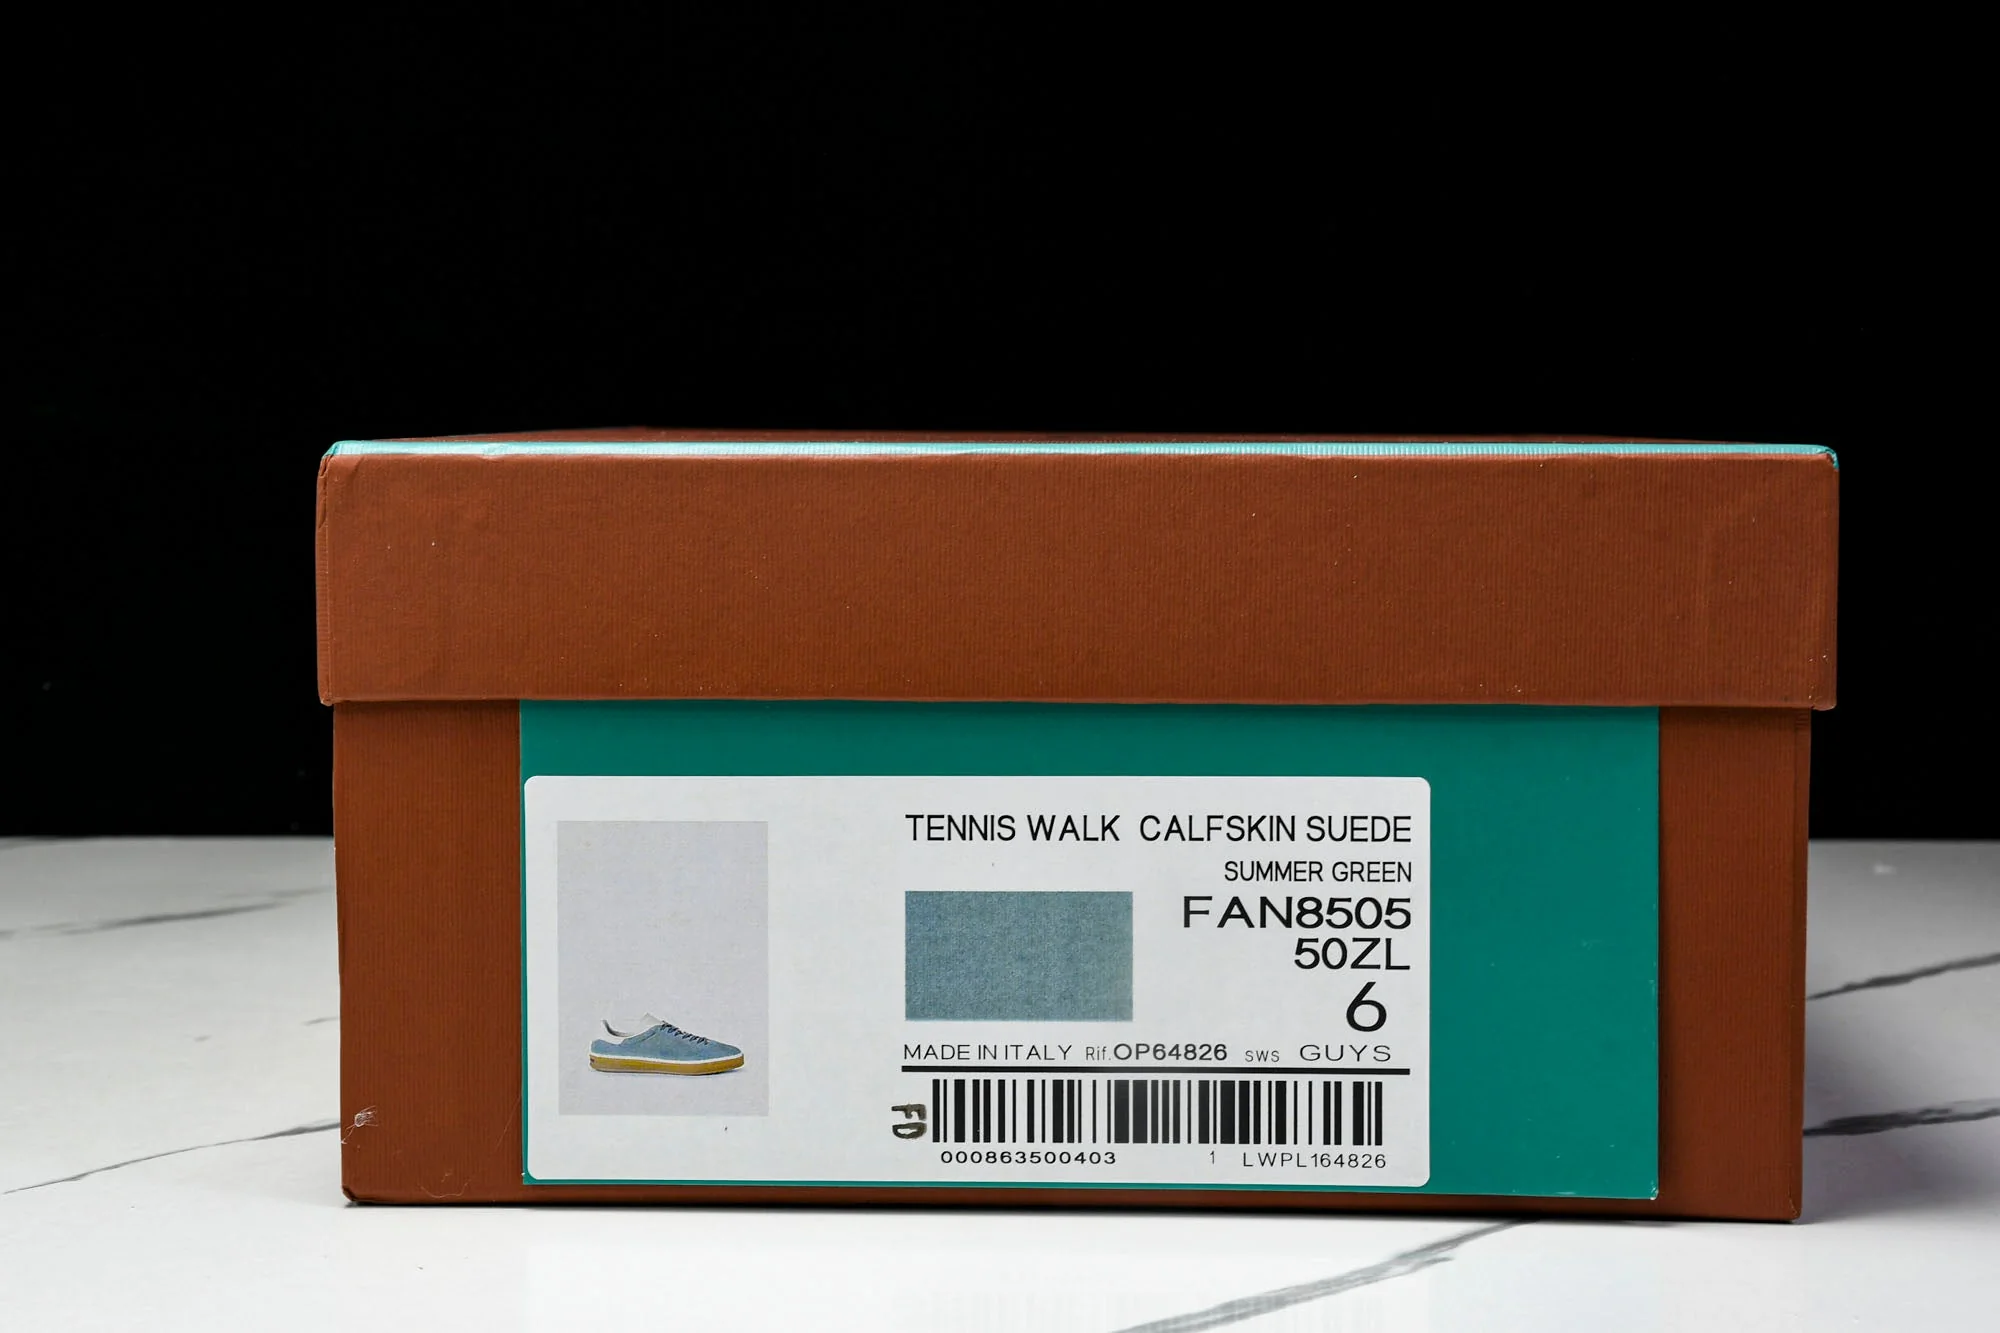 TENNIS WALK CALFSKIN SUEDE
SUMMER GREEN
FAN8505
50ZL
6
MADE IN ITALY Rif.OP64826 SWS GUYS
FD
000863500403 1 LWPL164826